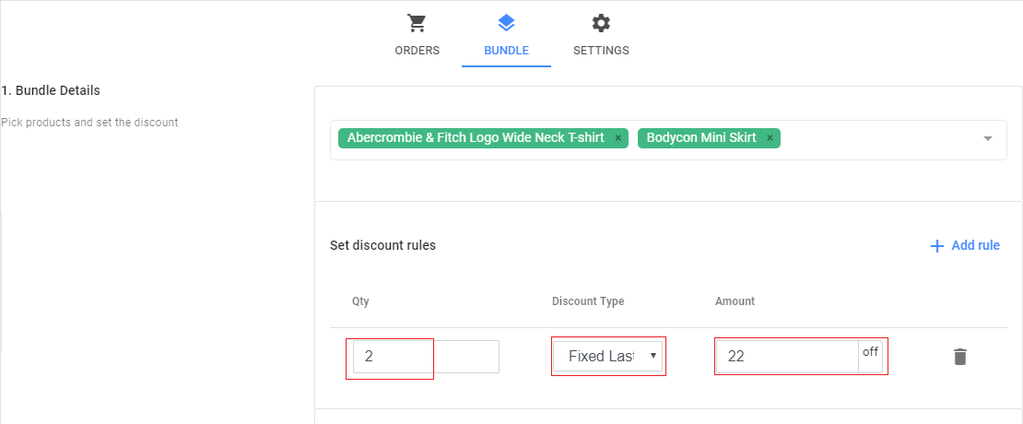 ORDERS BUNDLE SETTINGS
1. Bundle Details
Pick products and set the discount
Abercrombie & Fitch Logo Wide Neck T-shirt × Bodycon Mini Skirt ×
Set discount rules + Add rule
Qty Discount Type Amount
2 Fixed Last 22 off